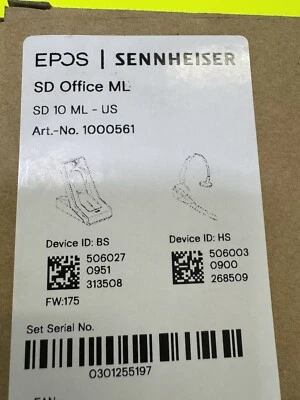 EPOS | SENNHEISER
SD Office ML
SD 10 ML - US
Art.-No. 1000561
Device ID: BS
506027
0951
313508
FW:175
Device ID: HS
506003
0900
268509
Set Serial No.
0301255197
EAN